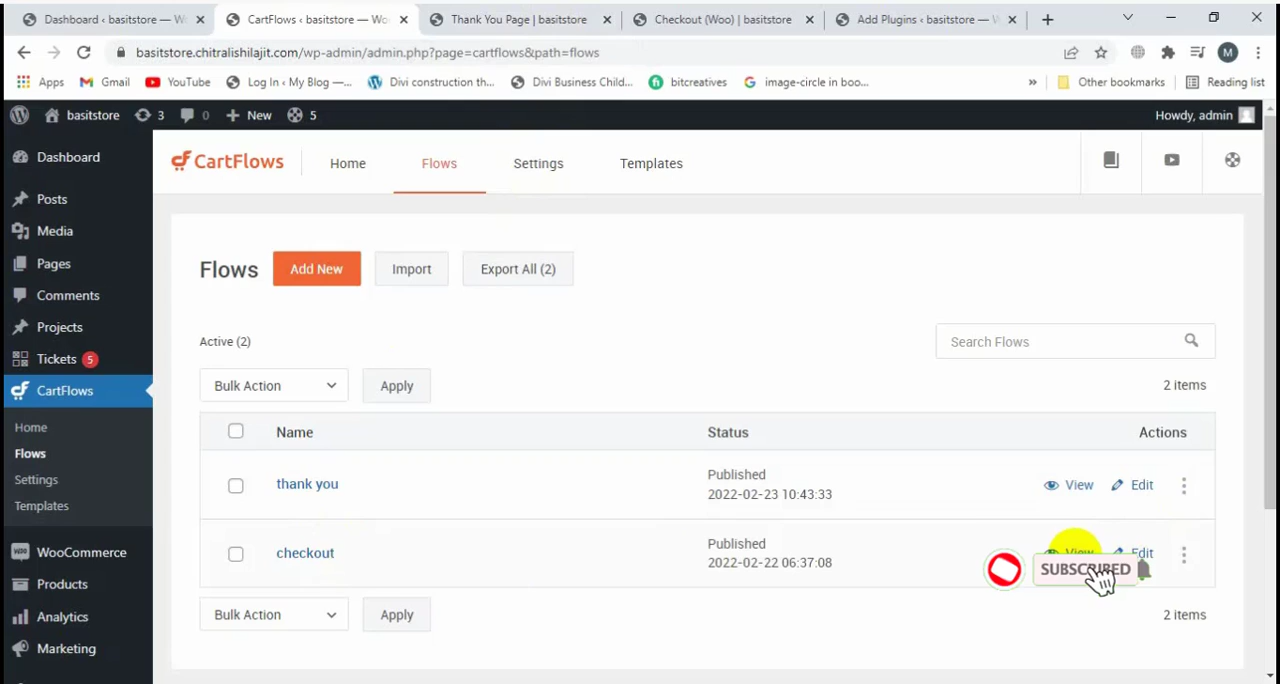 Dashboard ‹ basitstore — W
CartFlows ‹ basitstore — Wo
Thank You Page | basitstore
Checkout (Woo) | basitstore
Add Plugins ‹ basitstore — W
basitstore.chitralishilajit.com/wp-admin/admin.php?page=cartflows&path=flows
M
Apps
Gmail
YouTube
Log In ‹ My Blog —...
Divi construction th...
Divi Business Child...
bitcreatives
image-circle in boo...
»
Other bookmarks
Reading list
basitstore
3
0
New
5
Howdy, admin
Dashboard
Posts
Media
Pages
Comments
Projects
Tickets 5
CartFlows
Home
Flows
Settings
Templates
WooCommerce
Products
Analytics
Marketing
CartFlows
Home
Flows
Settings
Templates
Flows
Add New
Import
Export All (2)
Active (2)
Search Flows
Bulk Action
Apply
2 items
Name
Status
Actions
thank you
Published
2022-02-23 10:43:33
View
Edit
checkout
Published
2022-02-22 06:37:08
View
Edit
SUBSCRIBED
Bulk Action
Apply
2 items